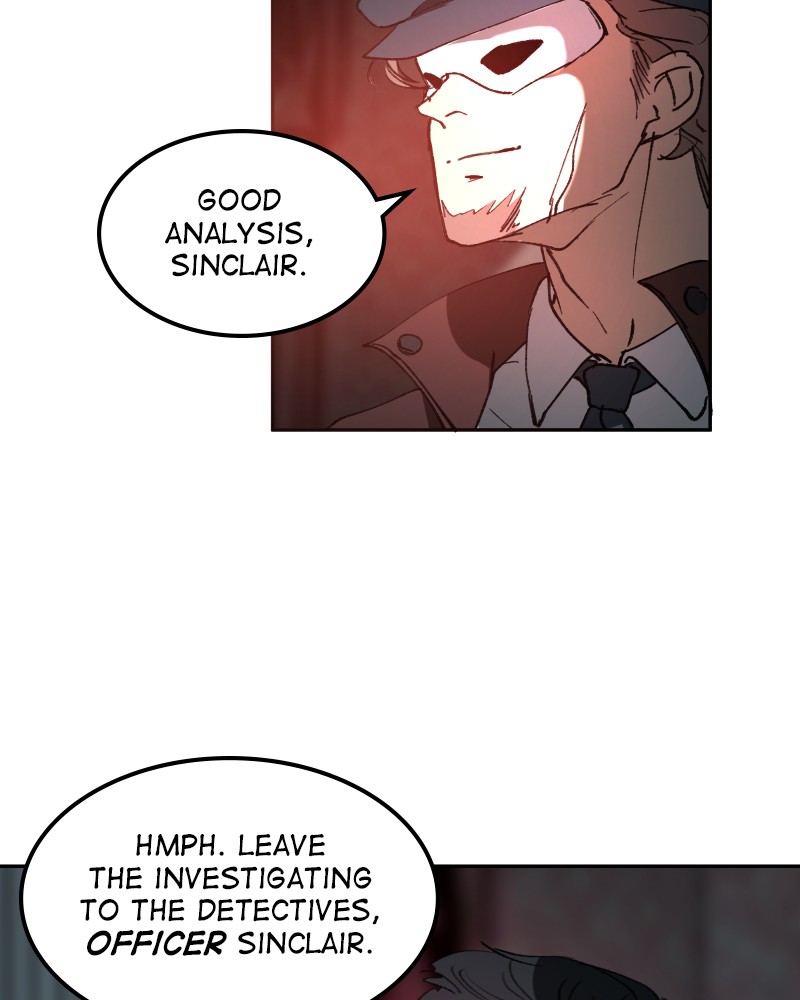 GOOD
ANALYSIS,
SINCLAIR.
HMPH. LEAVE
THE INVESTIGATING
TO THE DETECTIVES,
OFFICER SINCLAIR.